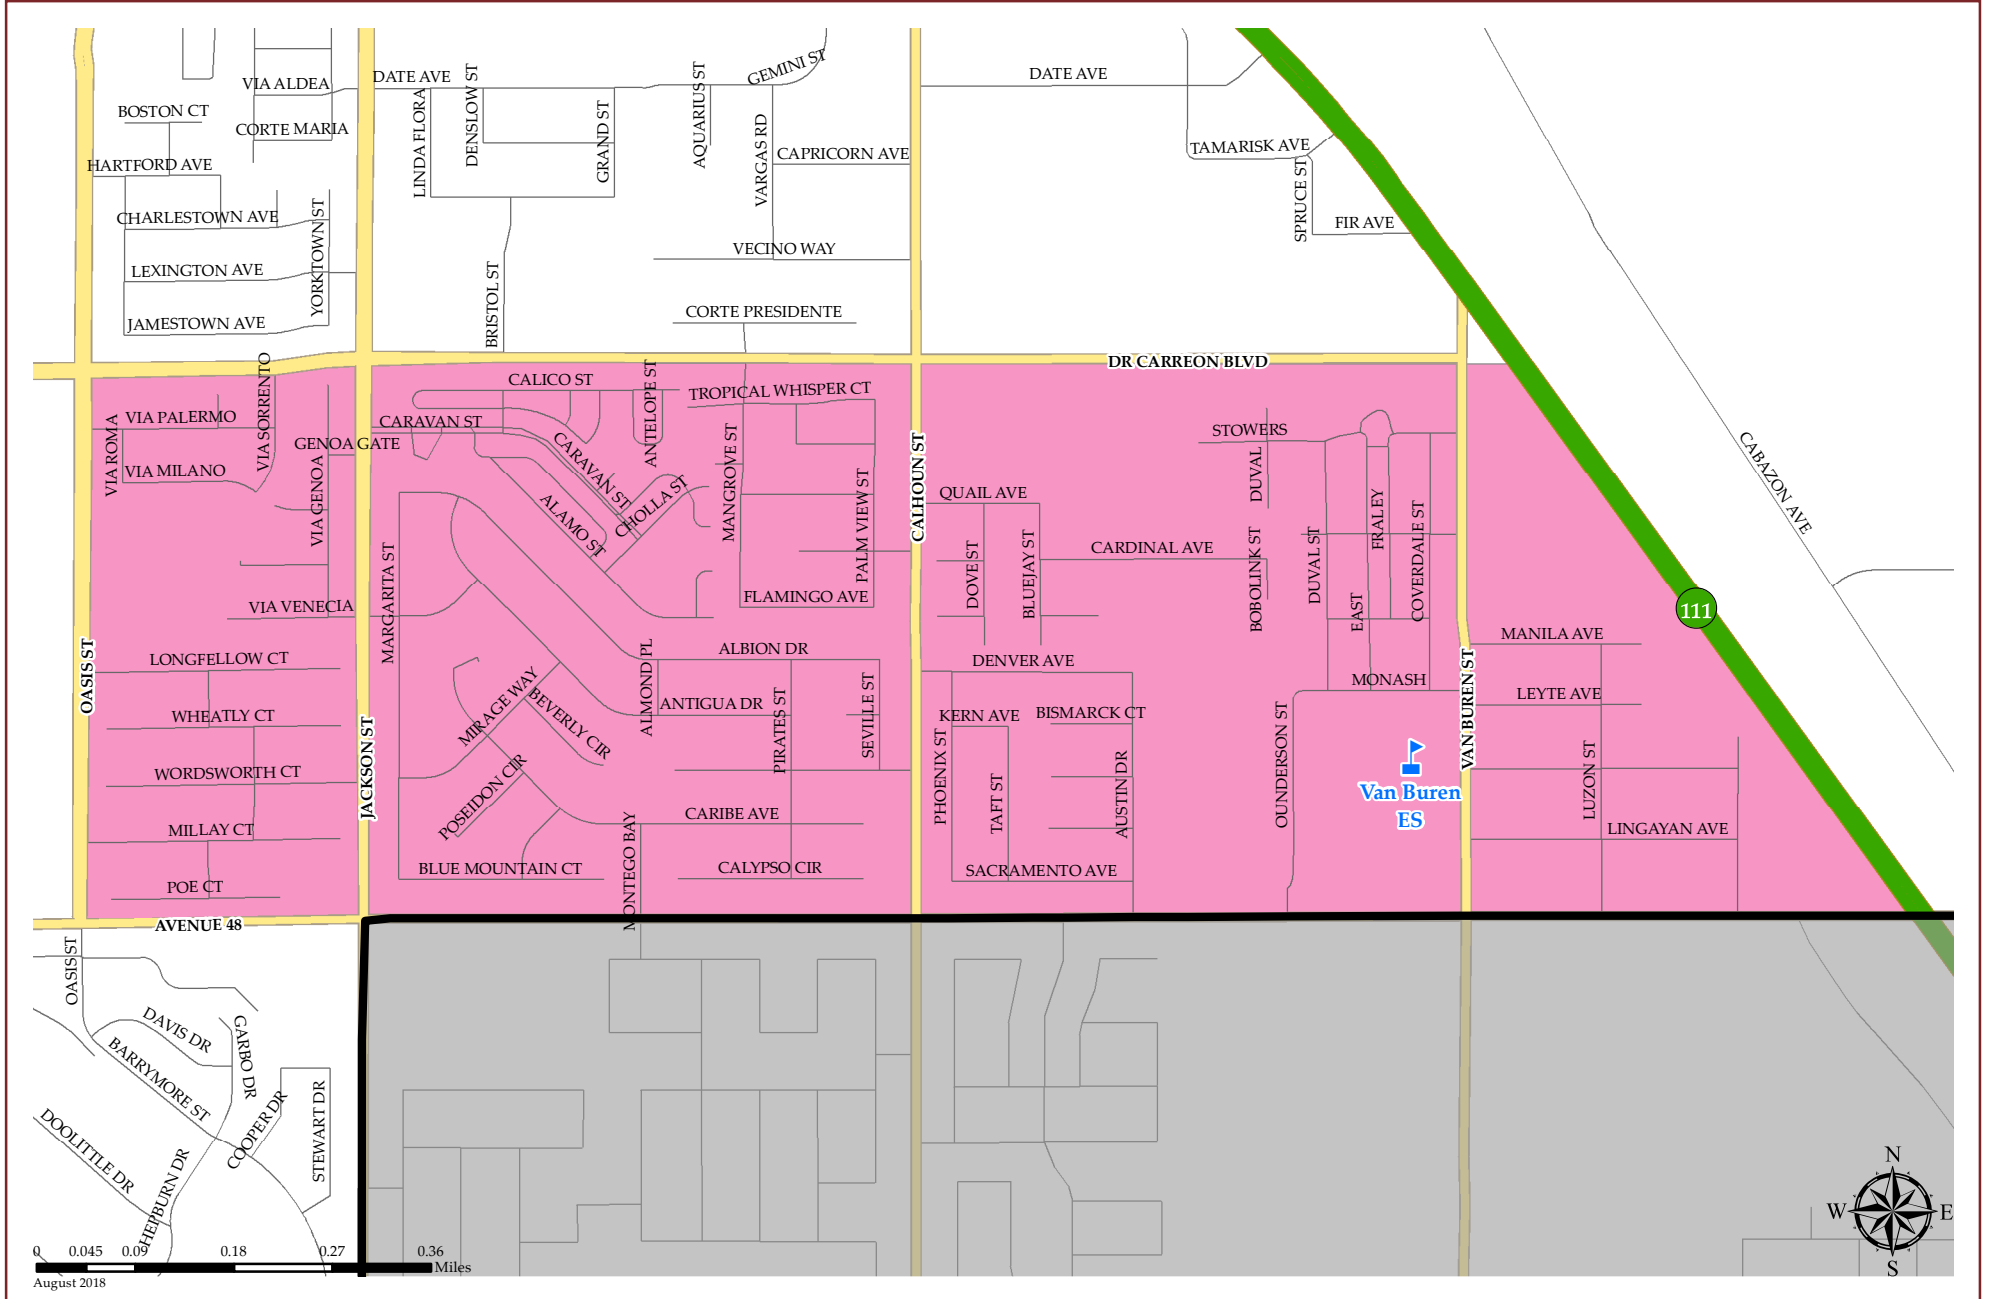 VIA ALDEA
DATE AVE
DENSLOW ST
AQUARIUS ST
GEMINI ST
DATE AVE
BOSTON CT
CORTE MARIA
LINDA FLORA
GRAND ST
VARGAS RD
CAPRICORN AVE
TAMARISK AVE
HARTFORD AVE
SPRUCE ST
CHARLESTOWN AVE
YORKTOWN ST
VECINO WAY
FIR AVE
LEXINGTON AVE
BRISTOL ST
JAMESTOWN AVE
CORTE PRESIDENTE
DR CARREON BLVD
VIA SORRENTO
CALICO ST
ANTELOPE ST
TROPICAL WHISPER CT
VIA PALERMO
VIA ROMA
GENOA GATE
CARAVAN ST
CARAVAN ST
MANGROVE ST
CALHOUN ST
STOWERS
CABAZON AVE
VIA MILANO
VIA GENOA
ALAMO ST
CHOLLA ST
PALM VIEW ST
QUAIL AVE
DUVAL
FRALEY
MARGARITA ST
DOVE ST
BLUEJAY ST
CARDINAL AVE
BOBOLINK ST
DUVAL ST
EAST
COVERDALE ST
VIA VENECIA
FLAMINGO AVE
111
OASIS ST
LONGFELLOW CT
ALMOND PL
ALBION DR
DENVER AVE
MANILA AVE
MONASH
VAN BUREN ST
LEYTE AVE
WHEATLY CT
JACKSON ST
MIRAGE WAY
BEVERLY CIR
ANTIGUA DR
PIRATES ST
SEVILLE ST
KERN AVE
BISMARCK CT
OUNDERSON ST
WORDSWORTH CT
POSEIDON CIR
PHOENIX ST
TAFT ST
AUSTIN DR
Van Buren
ES
LUZON ST
MILLAY CT
MONTEGO BAY
CARIBE AVE
LINGAYAN AVE
POE CT
BLUE MOUNTAIN CT
CALYPSO CIR
SACRAMENTO AVE
AVENUE 48
OASIS ST
DAVIS DR
GARBO DR
BARRYMORE ST
COOPER DR
STEWART DR
DOOLITTLE DR
HEPBURN DR
N
W
E
S
0 0.045 0.09 0.18 0.27 0.36
Miles
August 2018